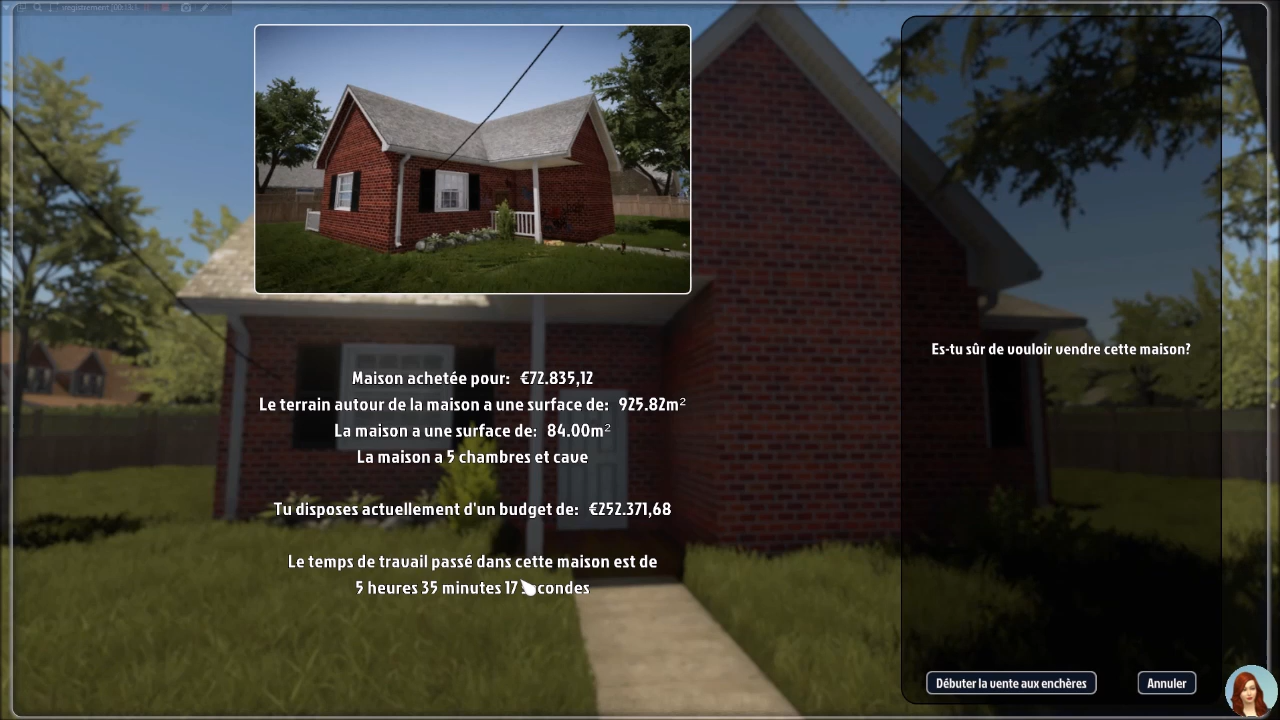 Maison achetée pour: €72.835,12
Le terrain autour de la maison a une surface de: 925.82m²
La maison a une surface de: 84.00m²
La maison a 5 chambres et cave
Tu disposes actuellement d'un budget de: €252.371,68
Le temps de travail passé dans cette maison est de
5 heures 35 minutes 17
Es-tu sûr de vouloir vendre cette maison?
Débuter la vente aux enchères
Annuler